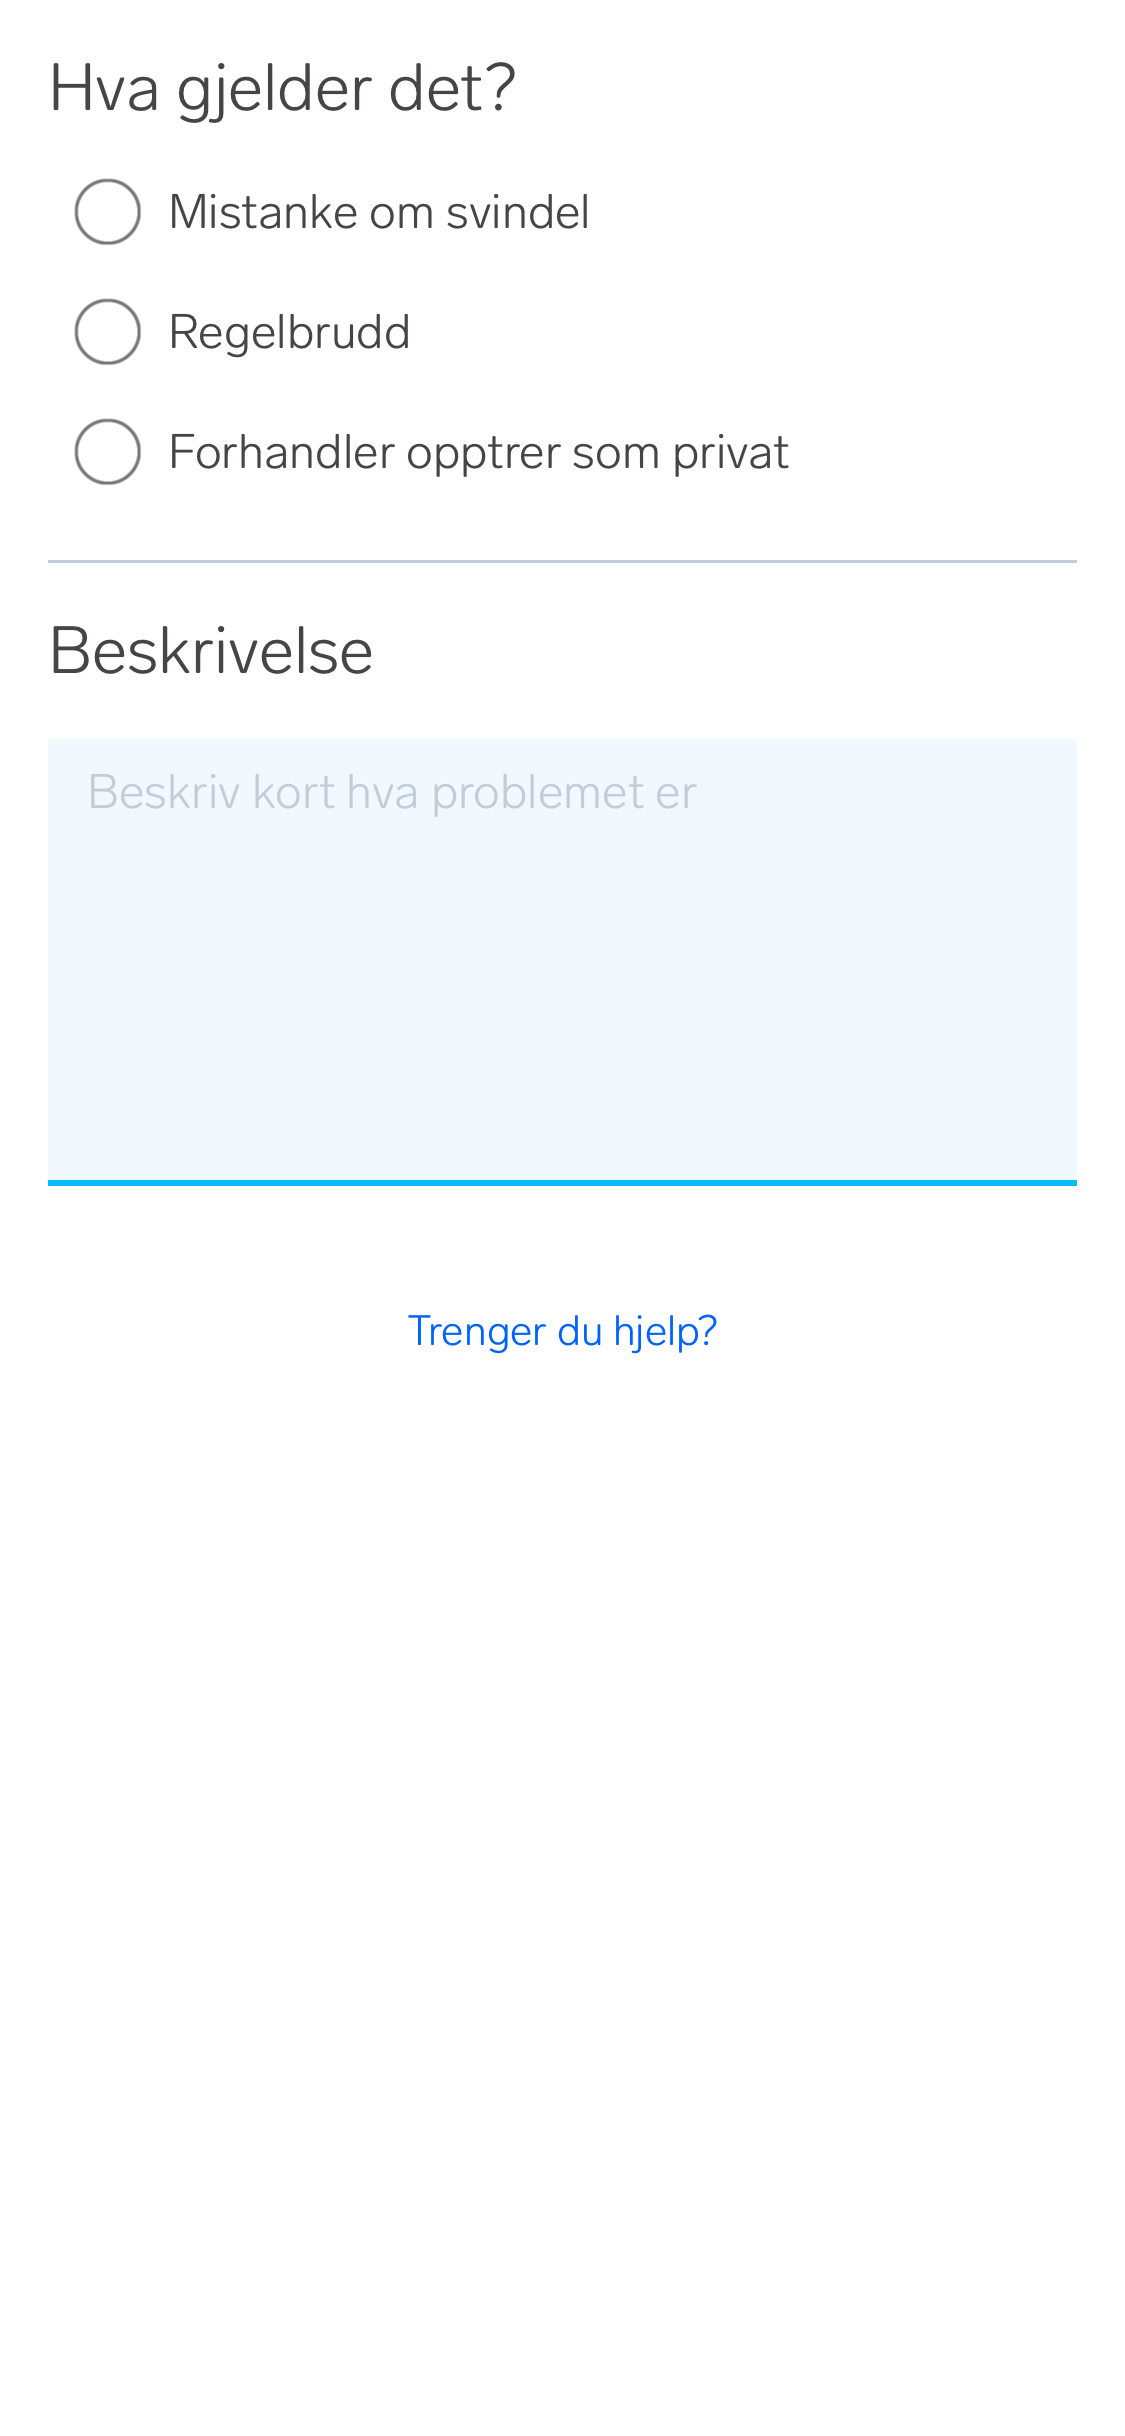 Hva gjelder det?
Mistanke om svindel
Regelbrudd
Forhandler opptrer som privat
Beskrivelse
Beskriv kort hva problemet er
Trenger du hjelp?